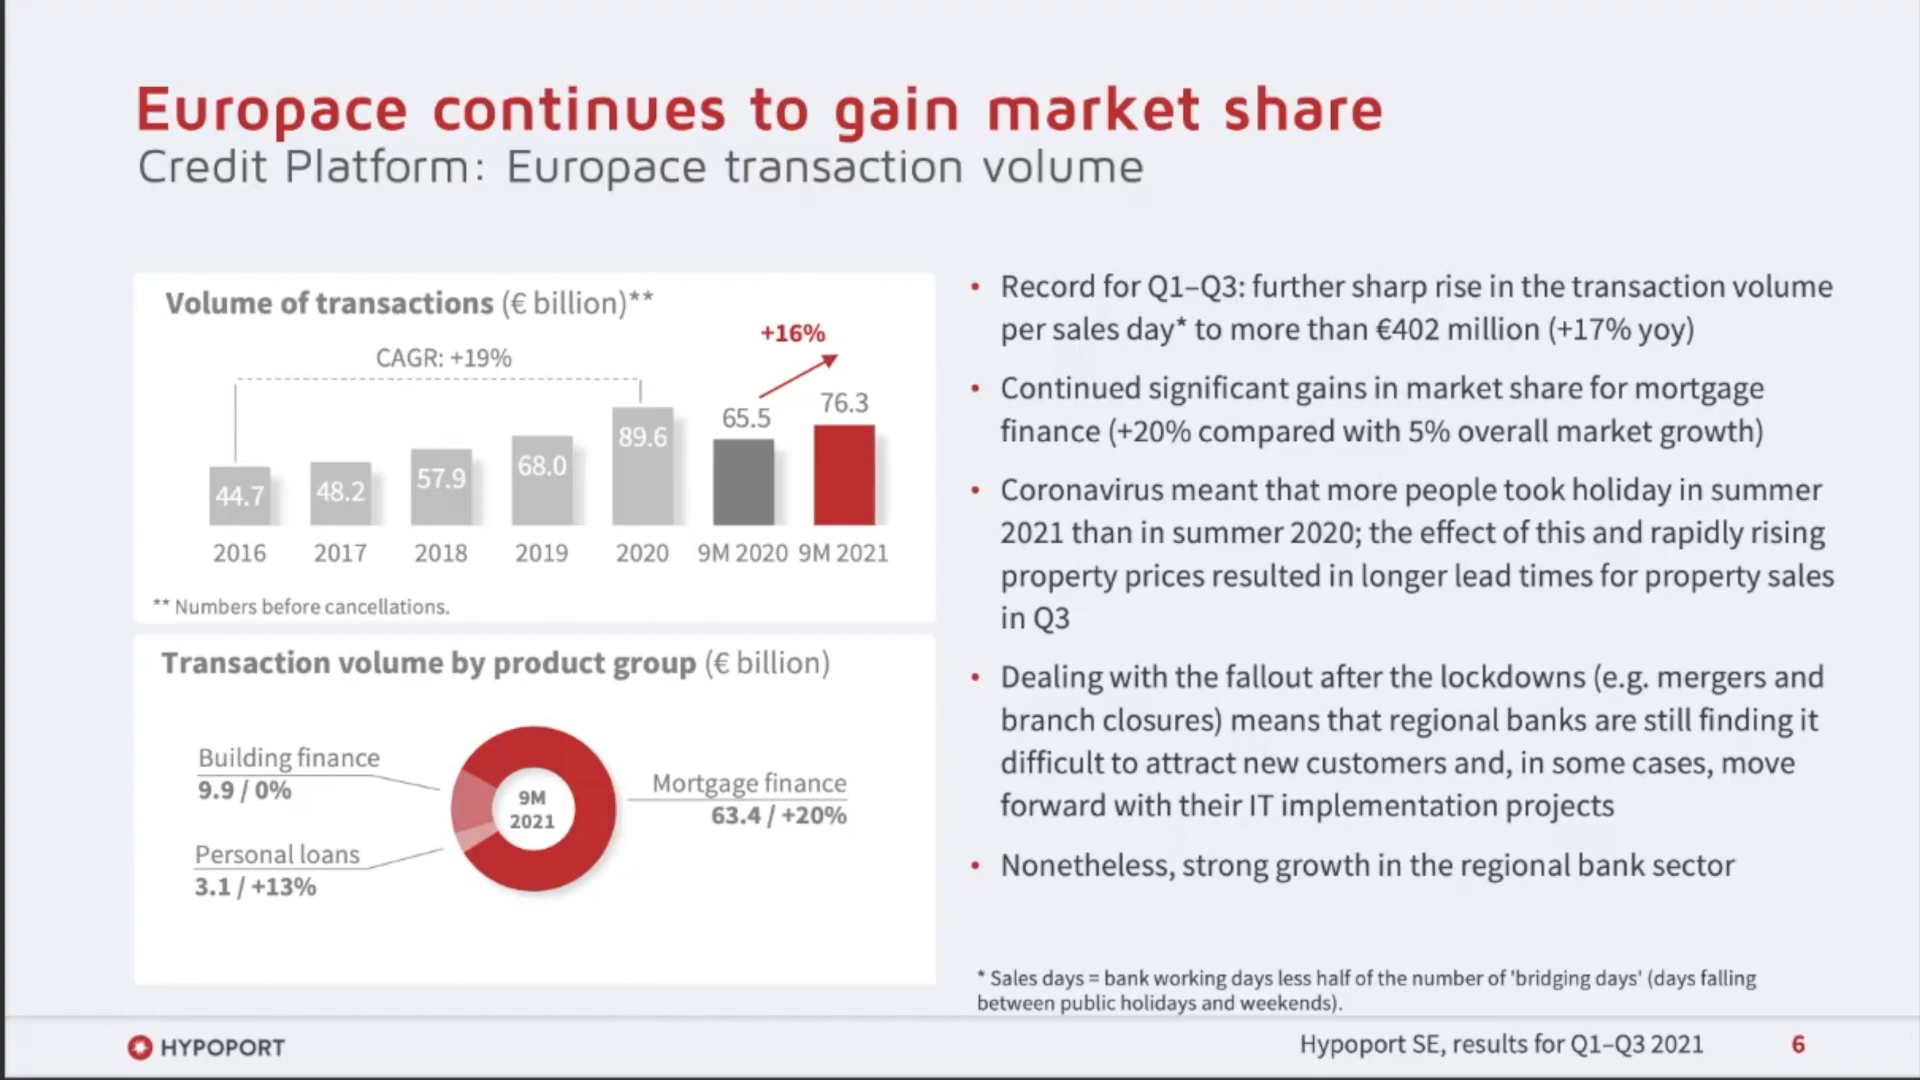 Europace continues to gain market share
Credit Platform: Europace transaction volume
Volume of transactions (€ billion)**
+16%
CAGR: +19%
44.7
48.2
57.9
68.0
89.6
65.5
76.3
2016
2017
2018
2019
2020
9M 2020
9M 2021
** Numbers before cancellations.
Transaction volume by product group (€ billion)
Building finance
9.9 / 0%
Personal loans
3.1 / +13%
9M
2021
Mortgage finance
63.4 / +20%
• Record for Q1–Q3: further sharp rise in the transaction volume
per sales day* to more than €402 million (+17% yoy)
• Continued significant gains in market share for mortgage
finance (+20% compared with 5% overall market growth)
• Coronavirus meant that more people took holiday in summer
2021 than in summer 2020; the effect of this and rapidly rising
property prices resulted in longer lead times for property sales
in Q3
• Dealing with the fallout after the lockdowns (e.g. mergers and
branch closures) means that regional banks are still finding it
difficult to attract new customers and, in some cases, move
forward with their IT implementation projects
• Nonetheless, strong growth in the regional bank sector
* Sales days = bank working days less half of the number of 'bridging days' (days falling
between public holidays and weekends).
HYPOPORT
Hypoport SE, results for Q1–Q3 2021
6